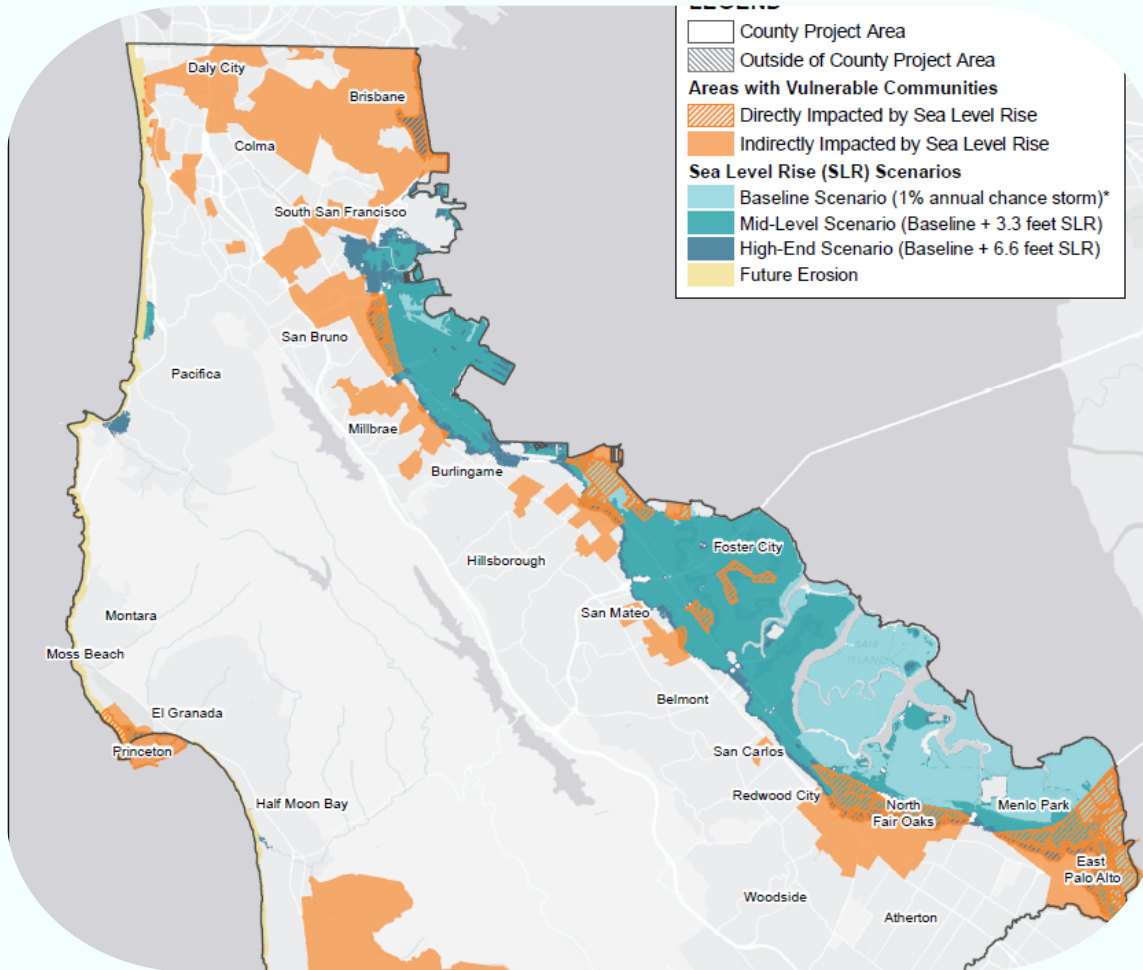 LEGEND
County Project Area
Outside of County Project Area
Areas with Vulnerable Communities
Directly Impacted by Sea Level Rise
Indirectly Impacted by Sea Level Rise
Sea Level Rise (SLR) Scenarios
Baseline Scenario (1% annual chance storm)*
Mid-Level Scenario (Baseline + 3.3 feet SLR)
High-End Scenario (Baseline + 6.6 feet SLR)
Future Erosion
Daly City
Brisbane
Colma
South San Francisco
San Bruno
Pacifica
Millbrae
Burlingame
Hillsborough
Foster City
San Mateo
Montara
Moss Beach
BAIR
ISLAND
Belmont
El Granada
Princeton
San Carlos
Redwood City
Half Moon Bay
North
Fair Oaks
Menlo Park
East
Palo Alto
Woodside
Atherton